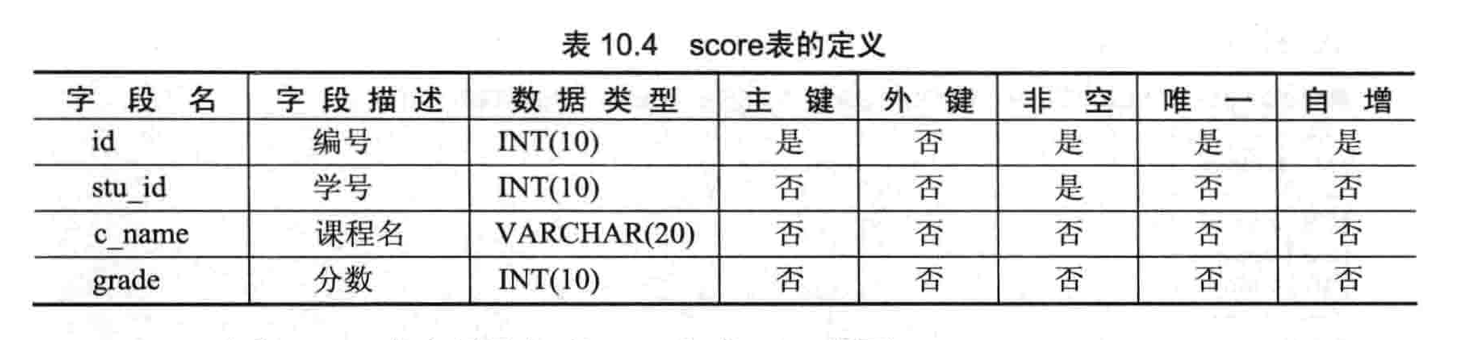 表 10.4 score表的定义
字段名 字段描述 数据类型 主键 外键 非空 唯一 自增
id 编号 INT(10) 是 否 是 是 是
stu_id 学号 INT(10) 否 否 是 否 否
c_name 课程名 VARCHAR(20) 否 否 否 否 否
grade 分数 INT(10) 否 否 否 否 否